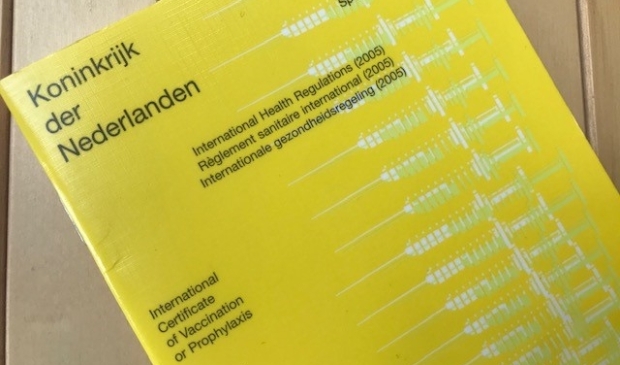 Koninkrijk
der
Nederlanden
Sp
International Health Regulations (2005)
Règlement sanitaire international (2005)
Internationale gezondheidsregeling (2005)
International
Certificate
of Vaccination
or Prophylaxis